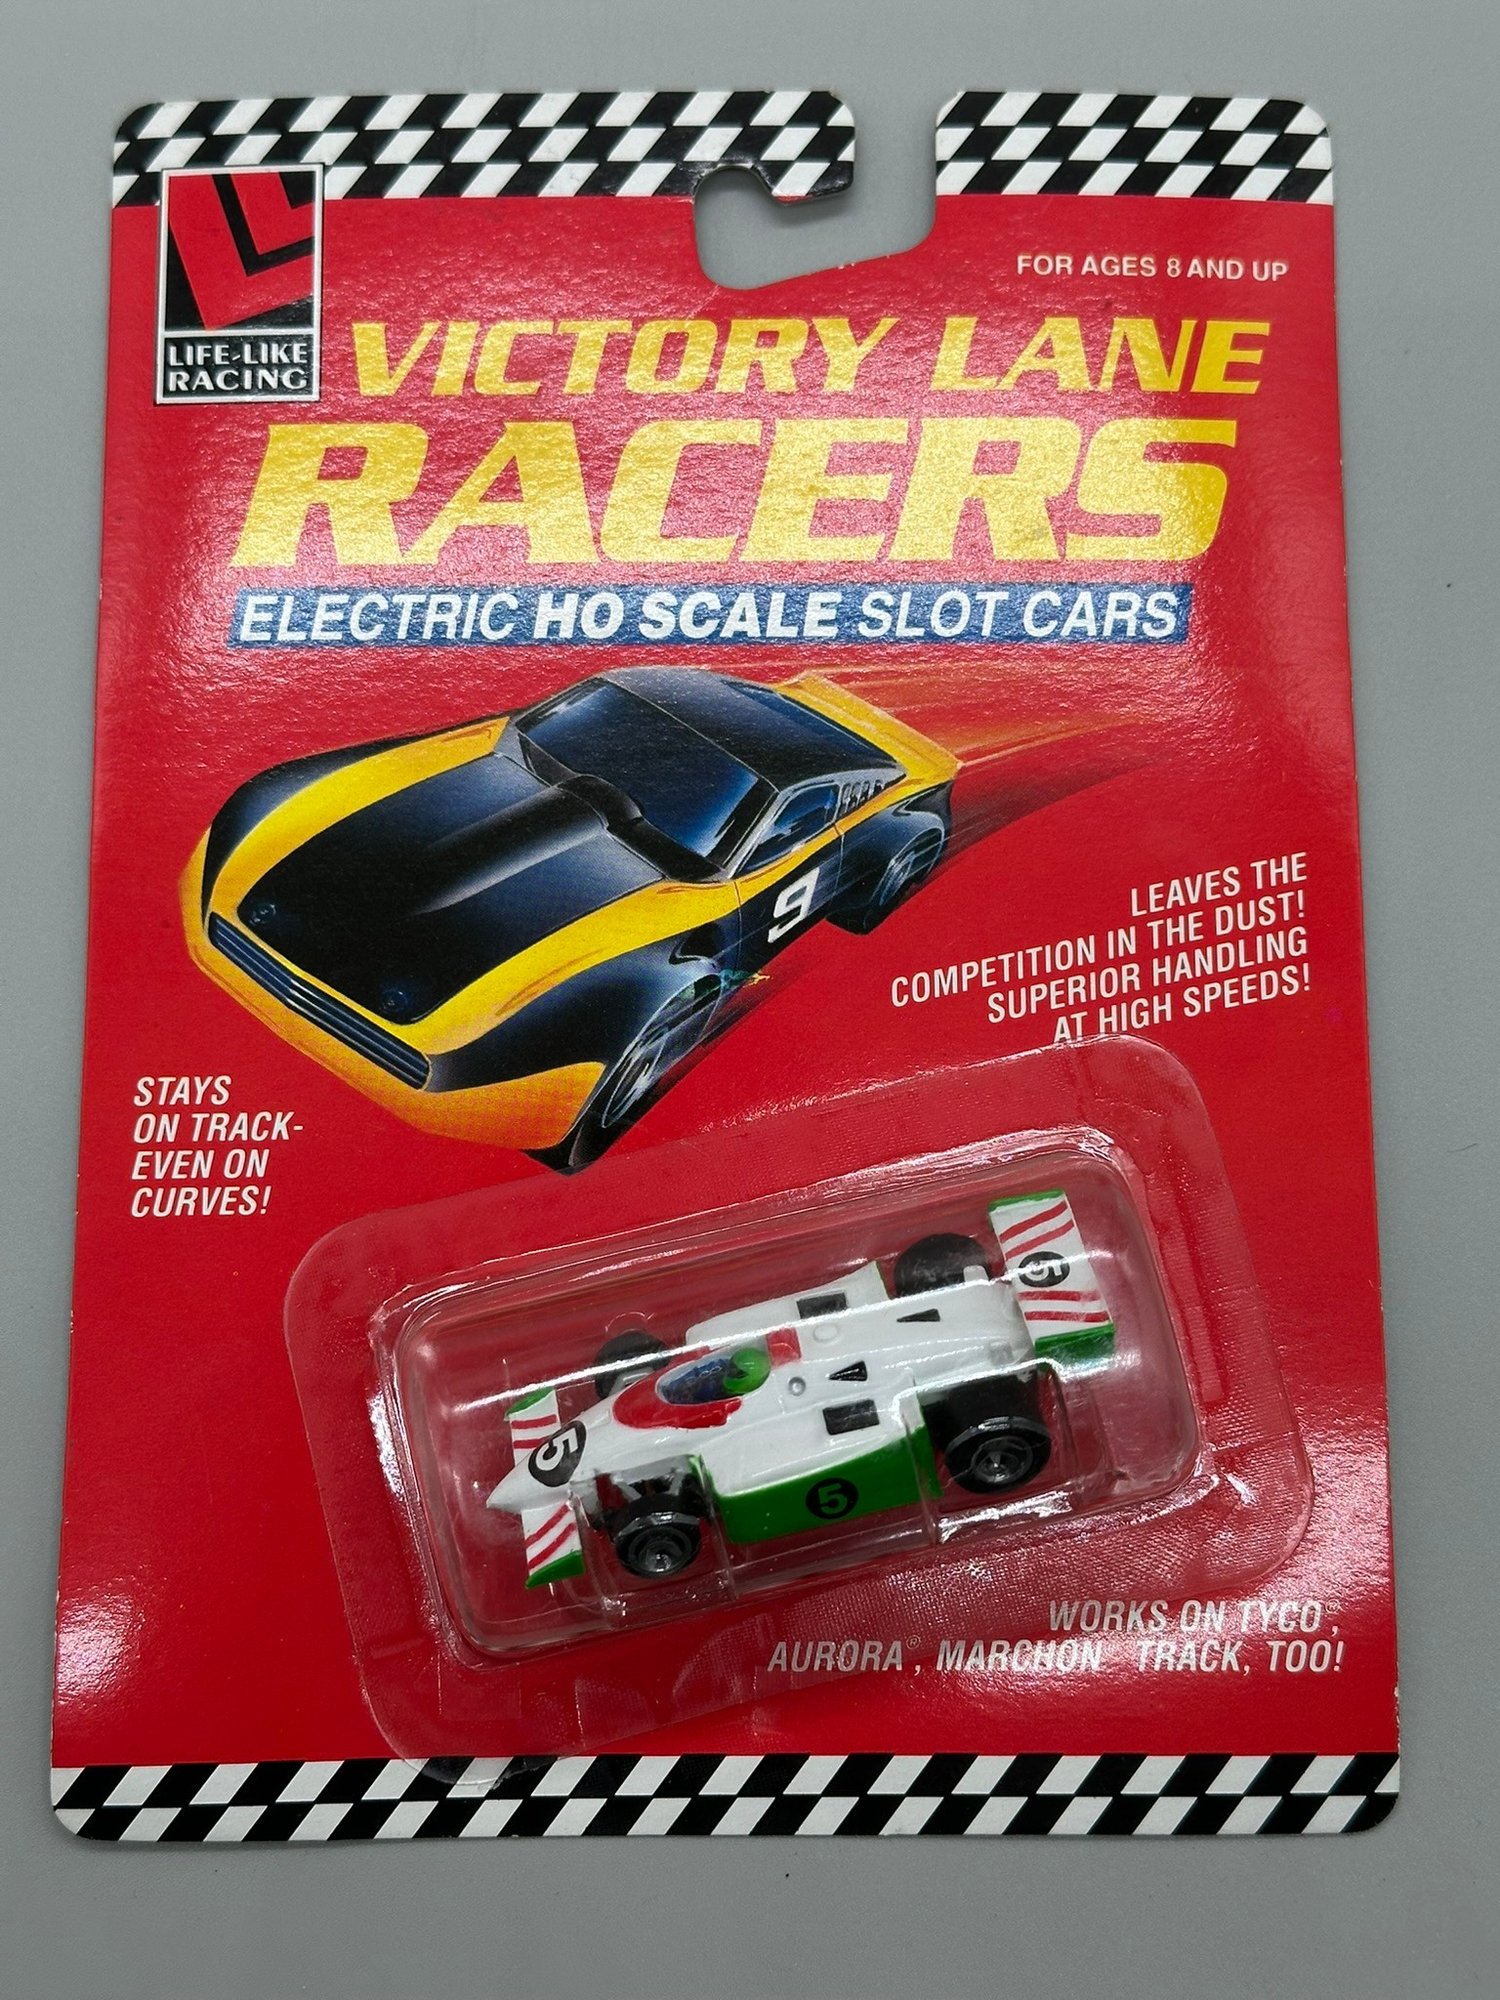 FOR AGES 8 AND UP
LIFE-LIKE
RACING
VICTORY LANE
RACERS
ELECTRIC HO SCALE SLOT CARS
9
LEAVES THE
COMPETITION IN THE DUST!
SUPERIOR HANDLING
AT HIGH SPEEDS!
STAYS
ON TRACK-
EVEN ON
CURVES!
5
5
5
WORKS ON TYCO®,
AURORA®, MARCHON® TRACK, TOO!